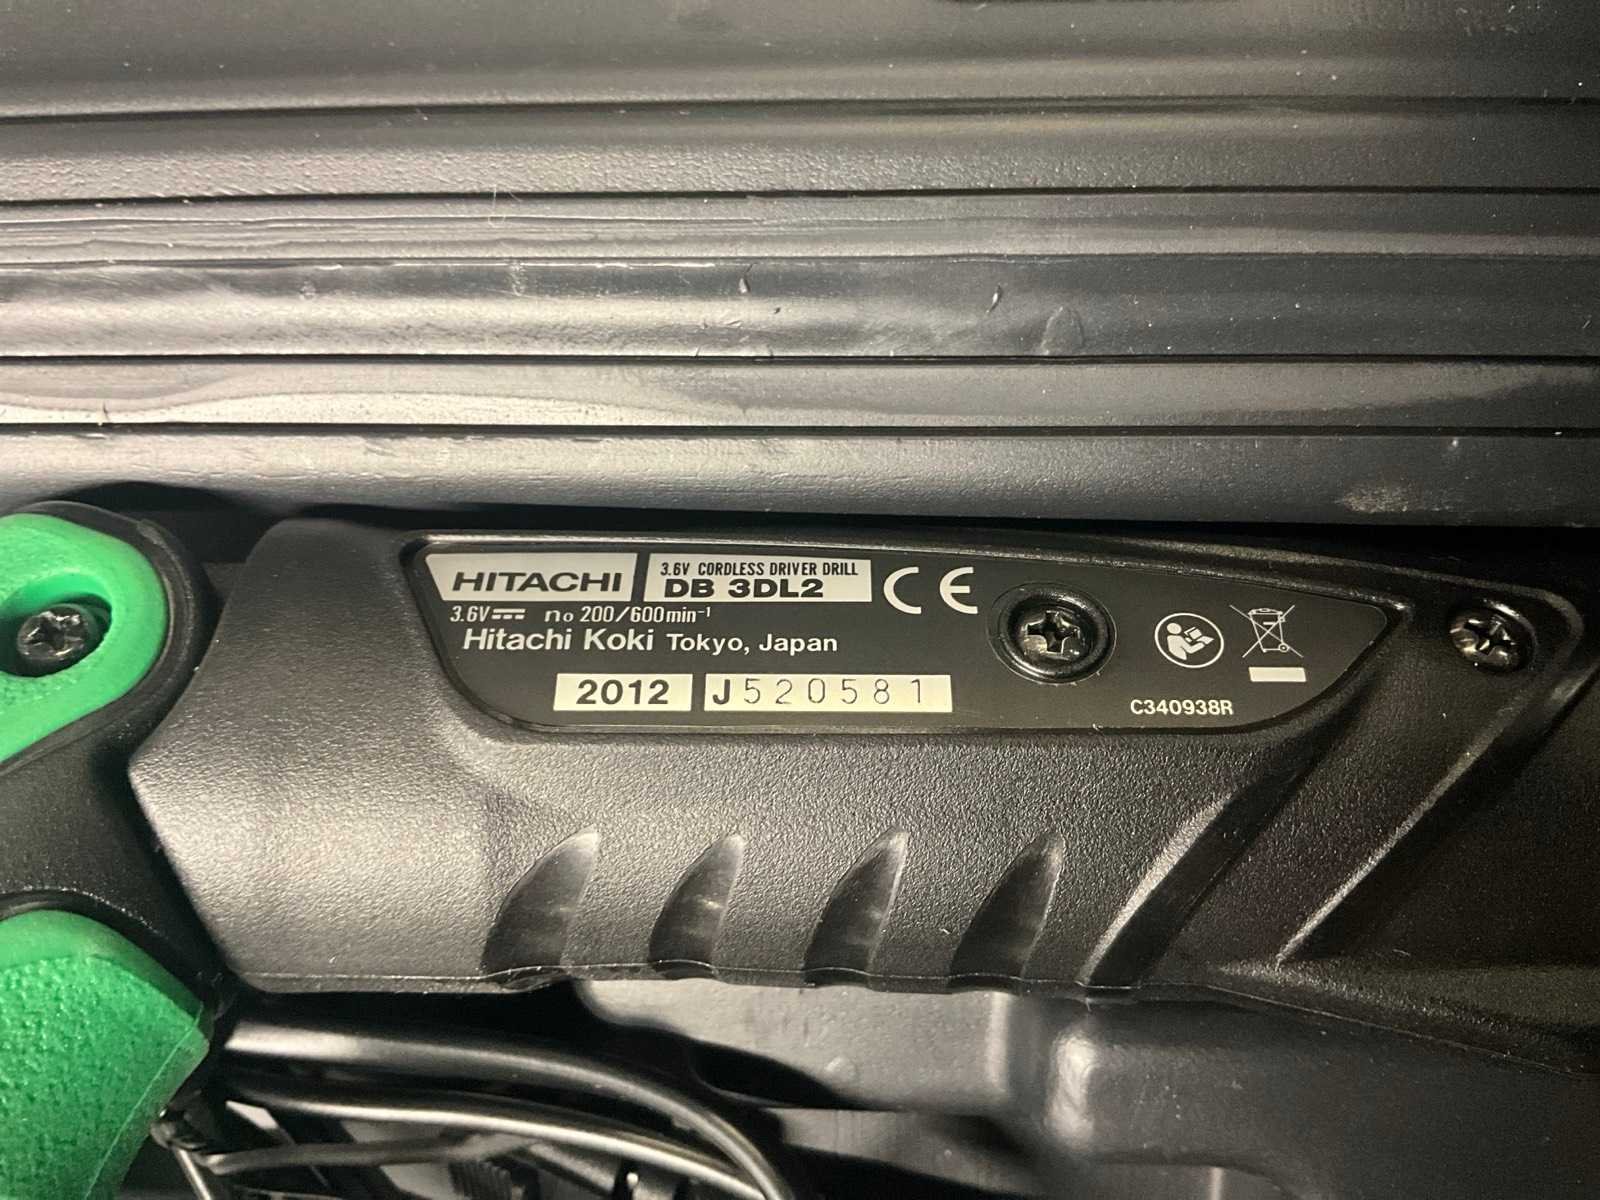 HITACHI
3.6V CORDLESS DRIVER DRILL
DB 3DL2
CE
3.6V⎓ no 200/600min⁻¹
Hitachi Koki Tokyo, Japan
2012 J520581
C340938R